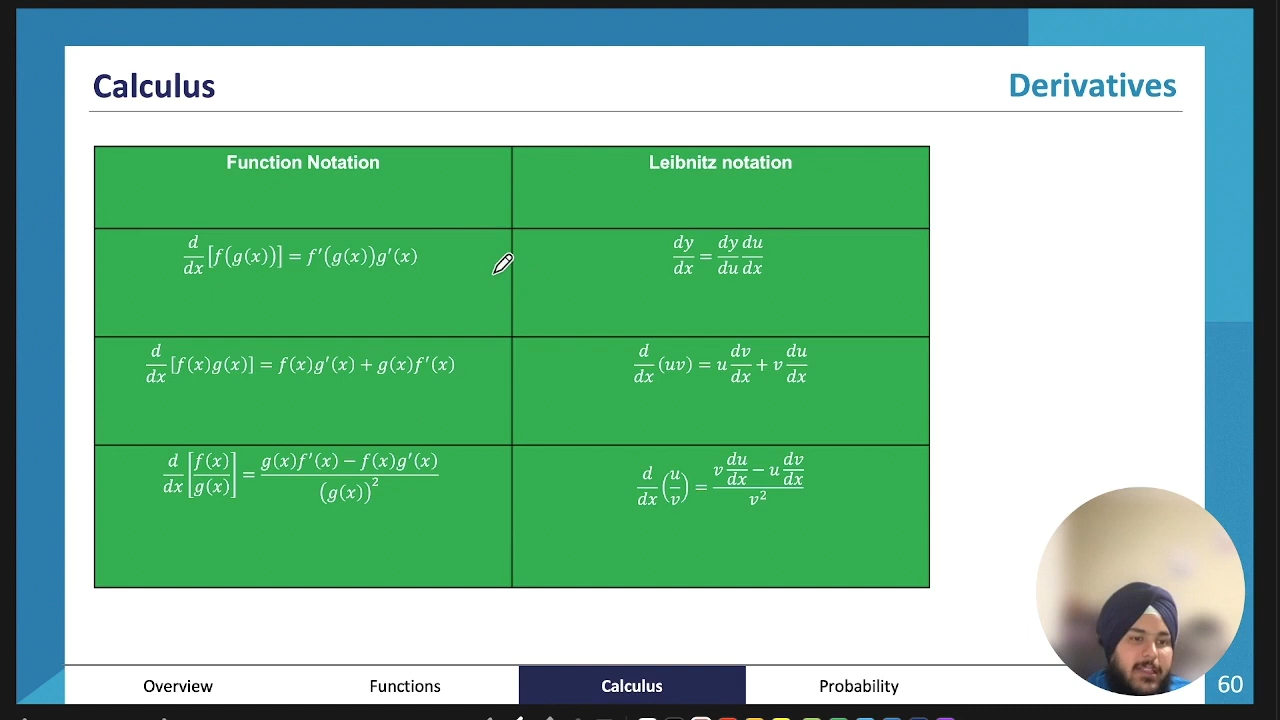 Calculus
Derivatives
Function Notation
Leibnitz notation
d/dx [f(g(x))] = f′(g(x))g′(x)
dy/dx = dy/du du/dx
d/dx [f(x)g(x)] = f(x)g′(x) + g(x)f′(x)
d/dx (uv) = u dv/dx + v du/dx
d/dx [f(x)/g(x)] = (g(x)f′(x) − f(x)g′(x))/(g(x))²
d/dx (u/v) = (v du/dx − u dv/dx)/v²
Overview
Functions
Calculus
Probability
60